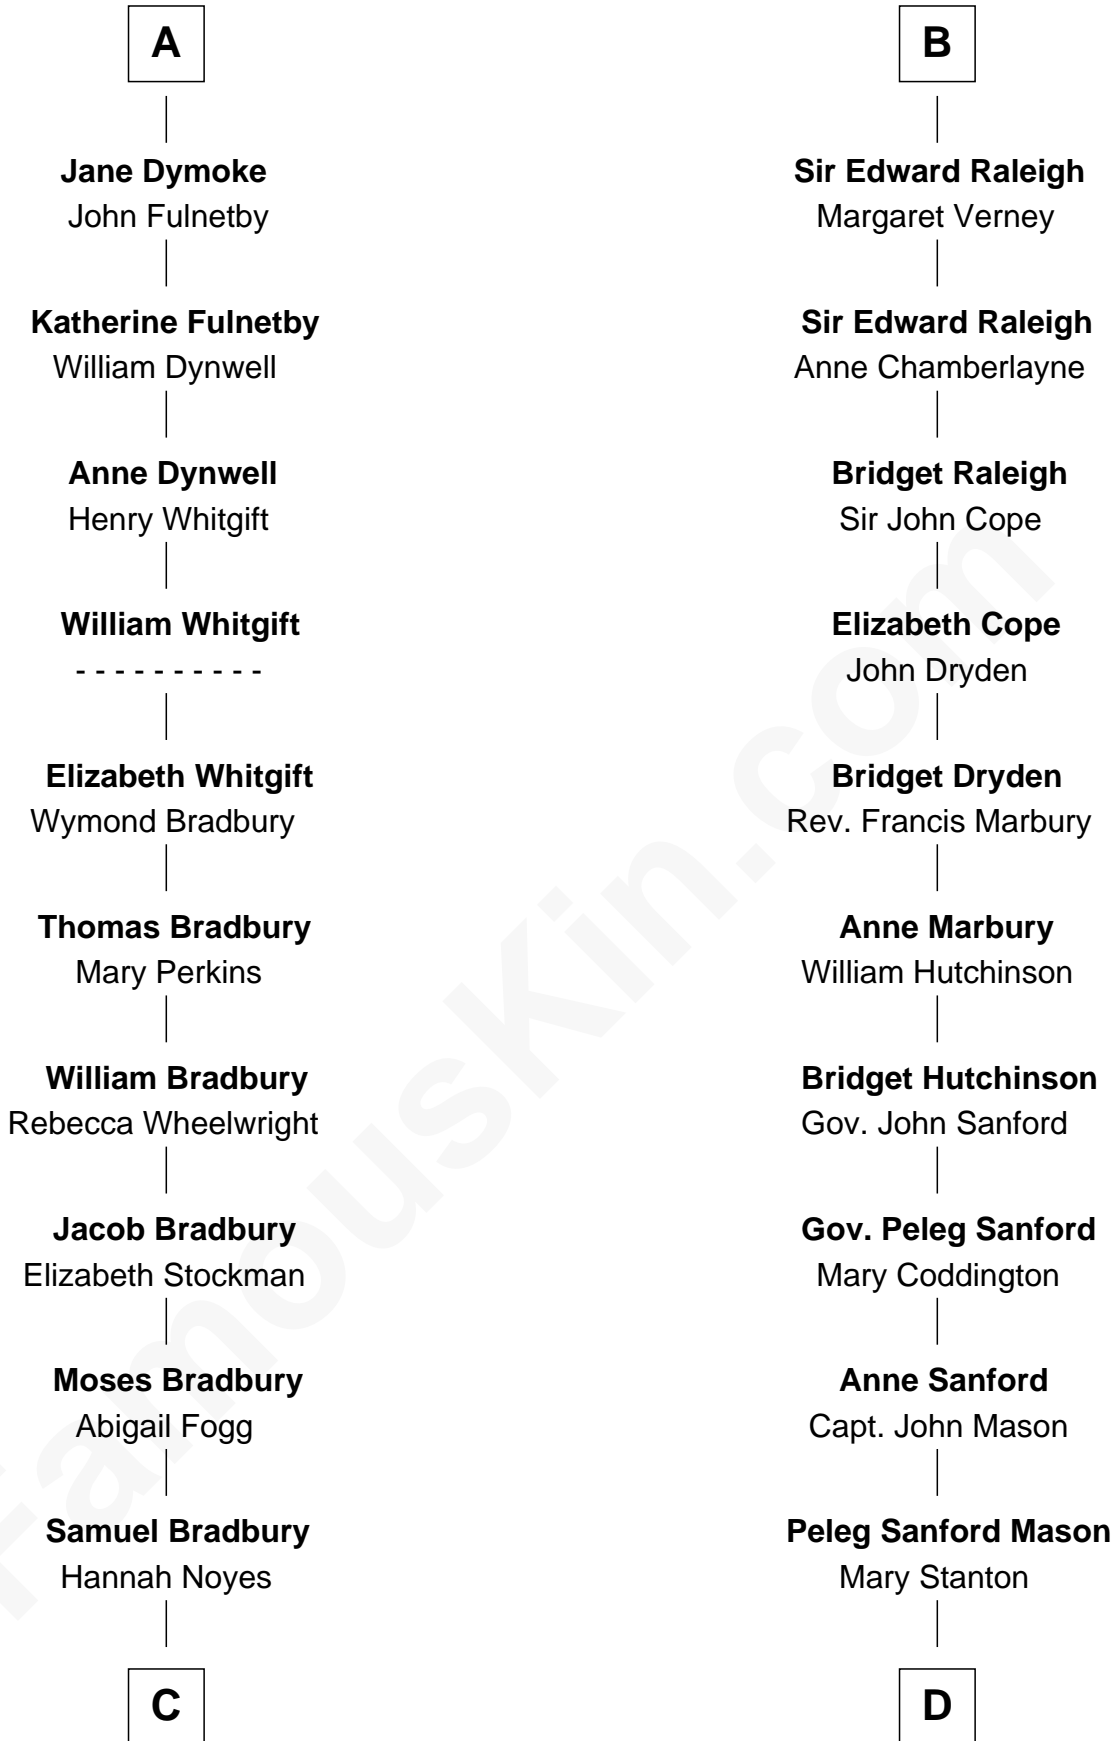 A
Jane Dymoke
John Fulnetby
Katherine Fulnetby
William Dynwell
Anne Dynwell
Henry Whitgift
William Whitgift
- - - - - - - - - -
Elizabeth Whitgift
Wymond Bradbury
Thomas Bradbury
Mary Perkins
William Bradbury
Rebecca Wheelwright
Jacob Bradbury
Elizabeth Stockman
Moses Bradbury
Abigail Fogg
Samuel Bradbury
Hannah Noyes
C
B
Sir Edward Raleigh
Margaret Verney
Sir Edward Raleigh
Anne Chamberlayne
Bridget Raleigh
Sir John Cope
Elizabeth Cope
John Dryden
Bridget Dryden
Rev. Francis Marbury
Anne Marbury
William Hutchinson
Bridget Hutchinson
Gov. John Sanford
Gov. Peleg Sanford
Mary Coddington
Anne Sanford
Capt. John Mason
Peleg Sanford Mason
Mary Stanton
D
FamousKin.com